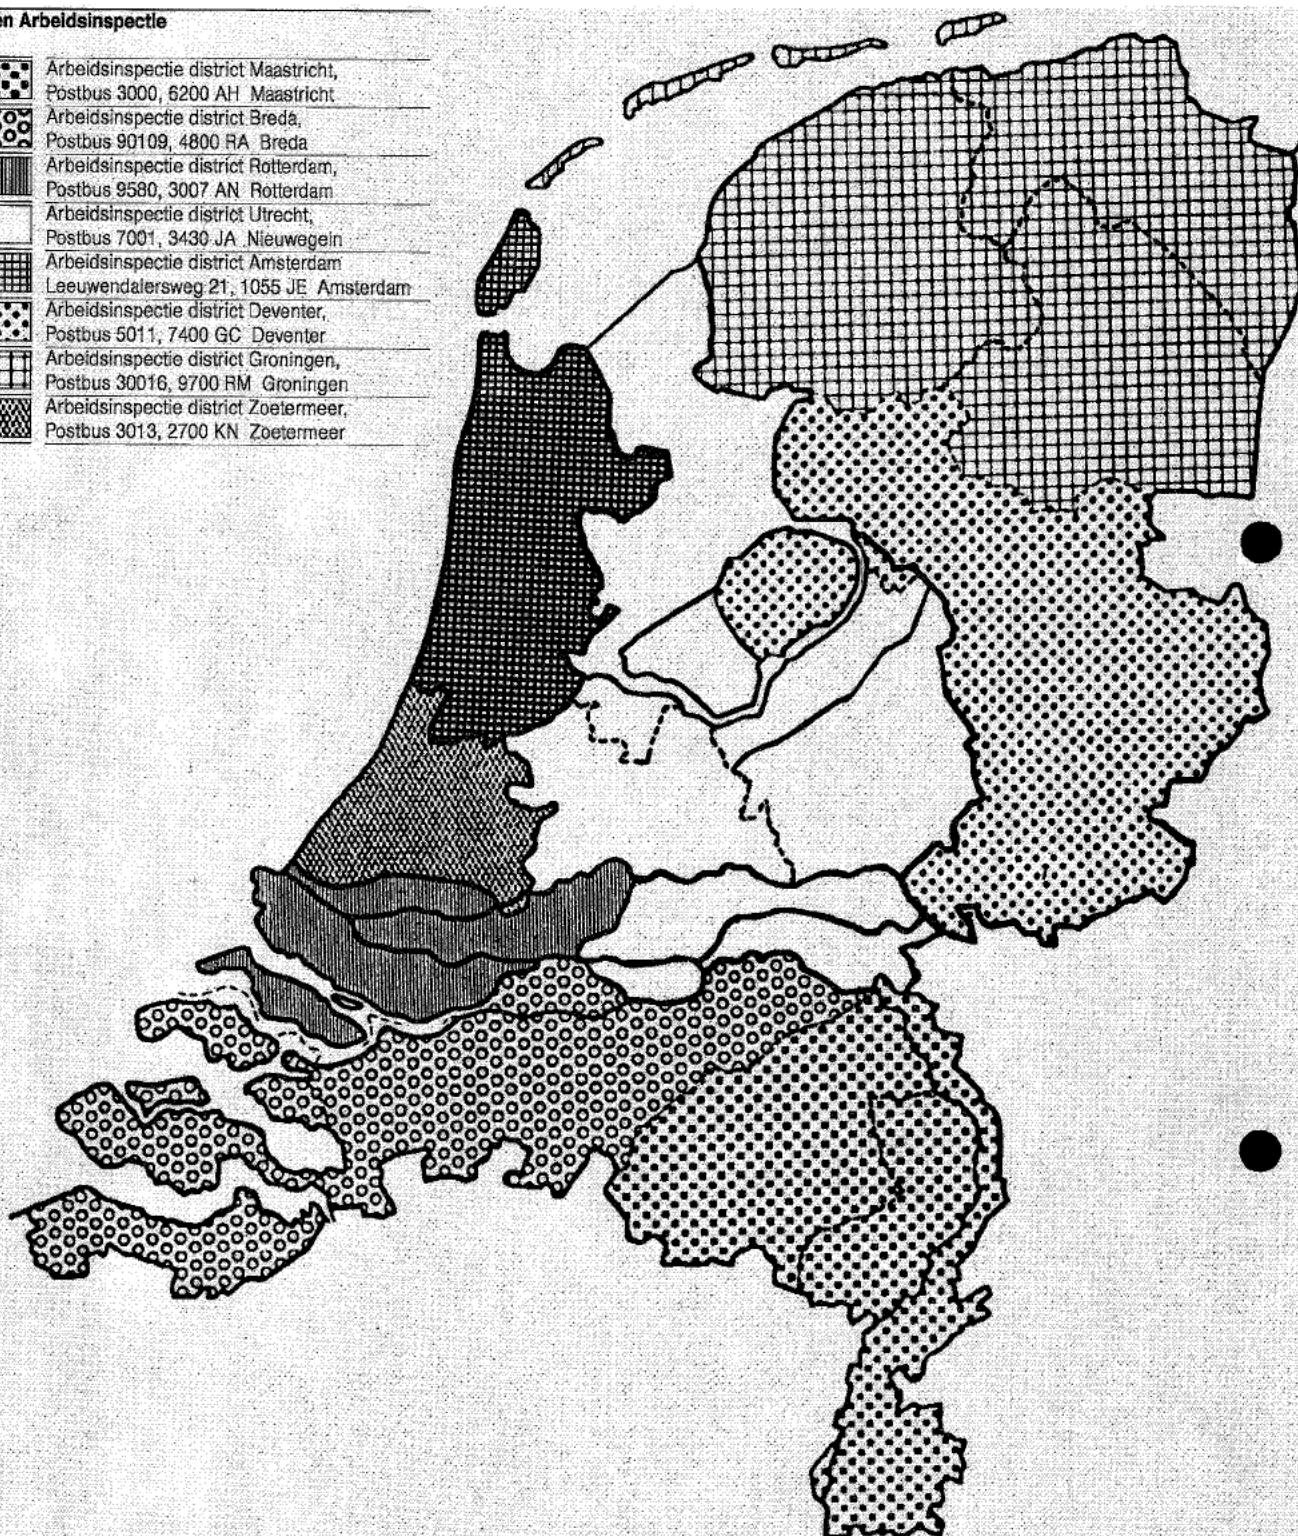 en Arbeidsinspectie
Arbeidsinspectie district Maastricht,
Postbus 3000, 6200 AH Maastricht
Arbeidsinspectie district Breda,
Postbus 90109, 4800 RA Breda
Arbeidsinspectie district Rotterdam,
Postbus 9580, 3007 AN Rotterdam
Arbeidsinspectie district Utrecht,
Postbus 7001, 3430 JA Nieuwegein
Arbeidsinspectie district Amsterdam
Leeuwendalersweg 21, 1055 JE Amsterdam
Arbeidsinspectie district Deventer,
Postbus 5011, 7400 GC Deventer
Arbeidsinspectie district Groningen,
Postbus 30016, 9700 RM Groningen
Arbeidsinspectie district Zoetermeer,
Postbus 3013, 2700 KN Zoetermeer